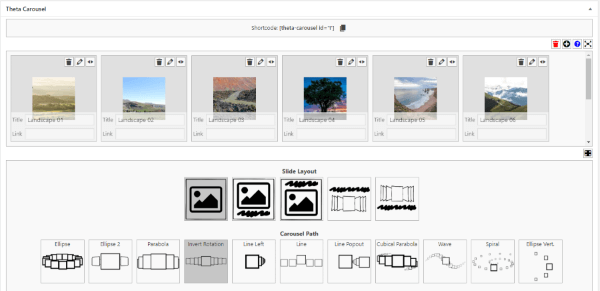 Theta Carousel
Shortcode: [theta-carousel id="1"]
Title Landscape 01 Title Landscape 02 Title Landscape 03 Title Landscape 04 Title Landscape 05 Title Landscape 06
Link Link Link Link Link Link
Slide Layout
Carousel Path
Ellipse Ellipse 2 Parabola Invert Rotation Line Left Line Line Popout Cubical Parabola Wave Spiral Ellipse Vert.